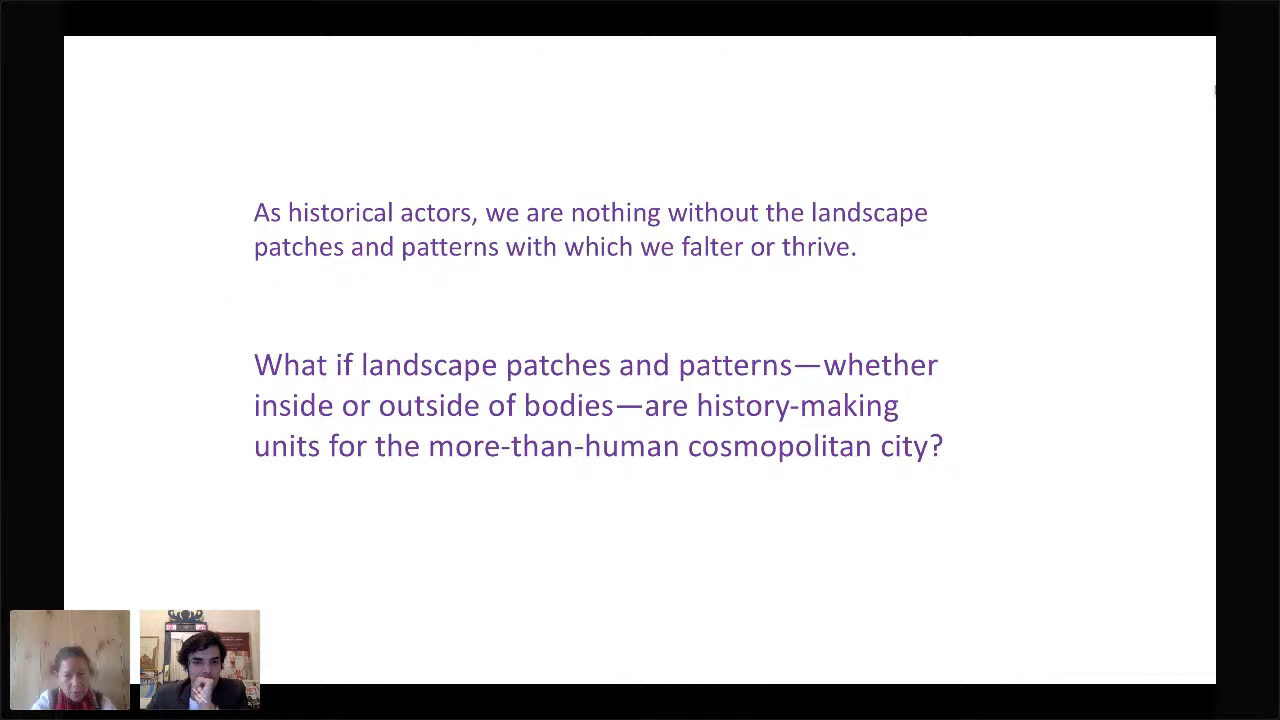 As historical actors, we are nothing without the landscape
patches and patterns with which we falter or thrive.
What if landscape patches and patterns—whether
inside or outside of bodies—are history-making
units for the more-than-human cosmopolitan city?